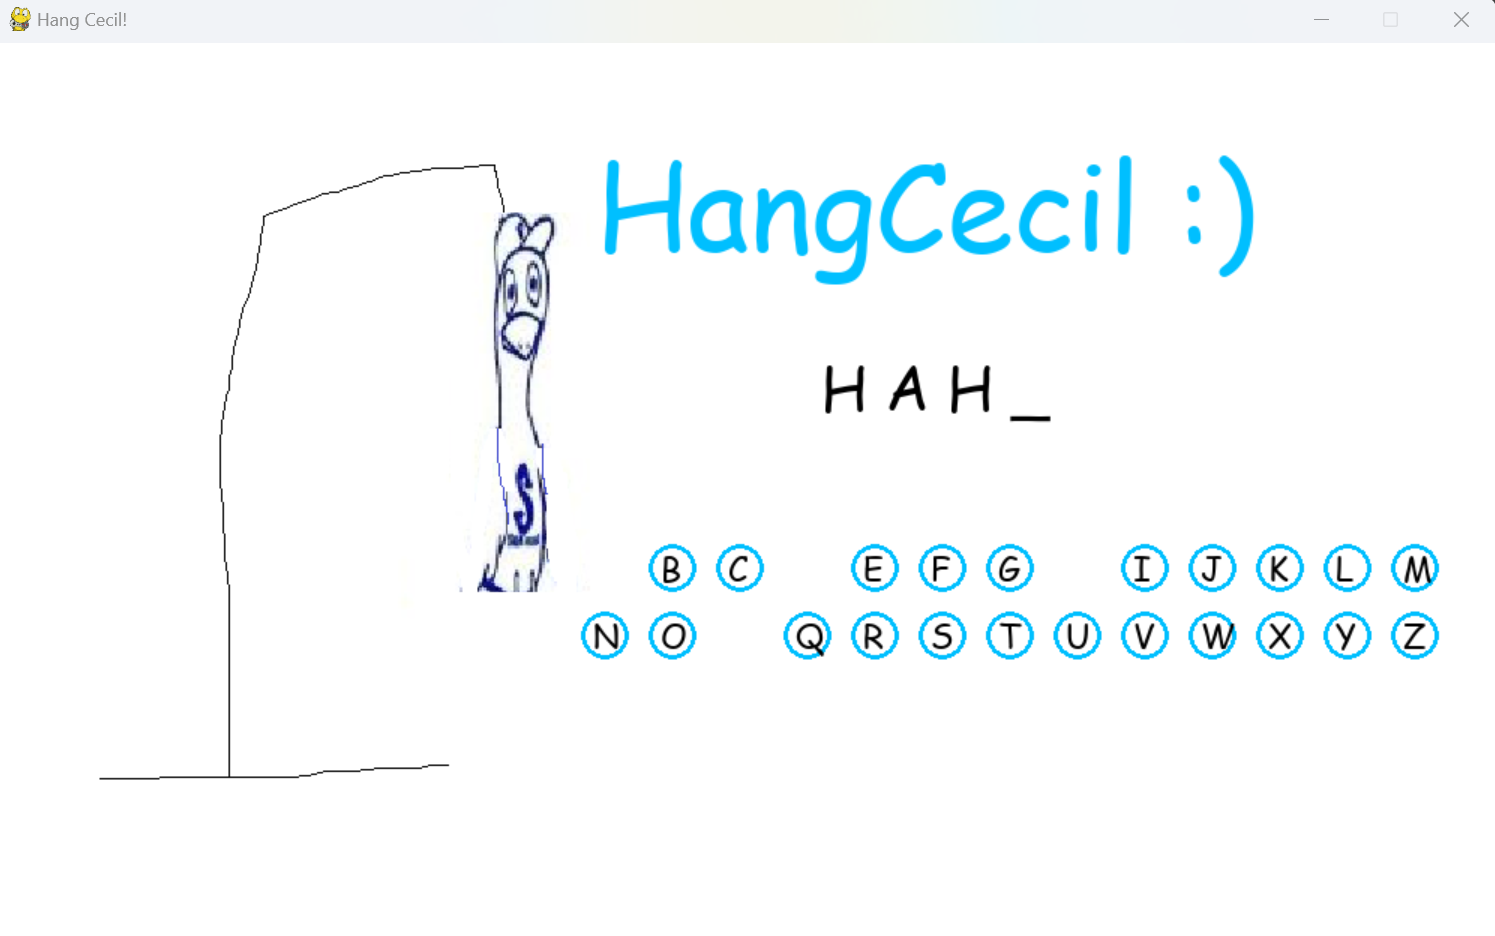 Hang Cecil!
HangCecil :)
H A H _
S
B C E F G I J K L M
N O Q R S T U V W X Y Z